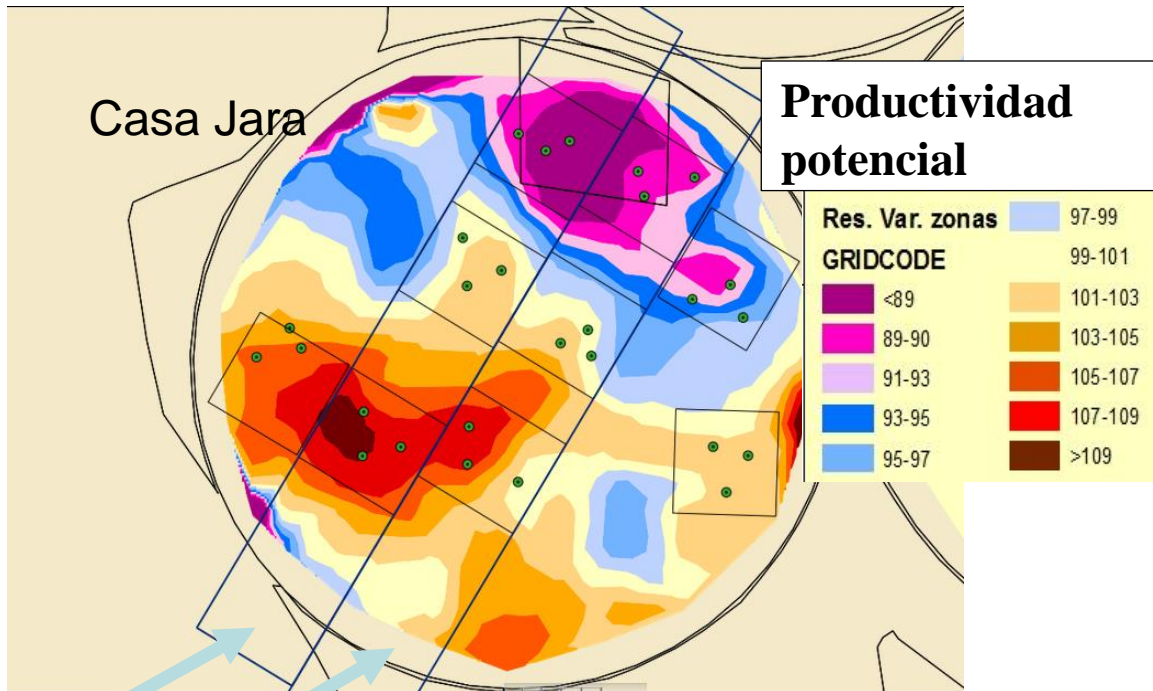 Casa Jara
Productividad
potencial
Res. Var. zonas
GRIDCODE
<89
89-90
91-93
93-95
95-97
97-99
99-101
101-103
103-105
105-107
107-109
>109